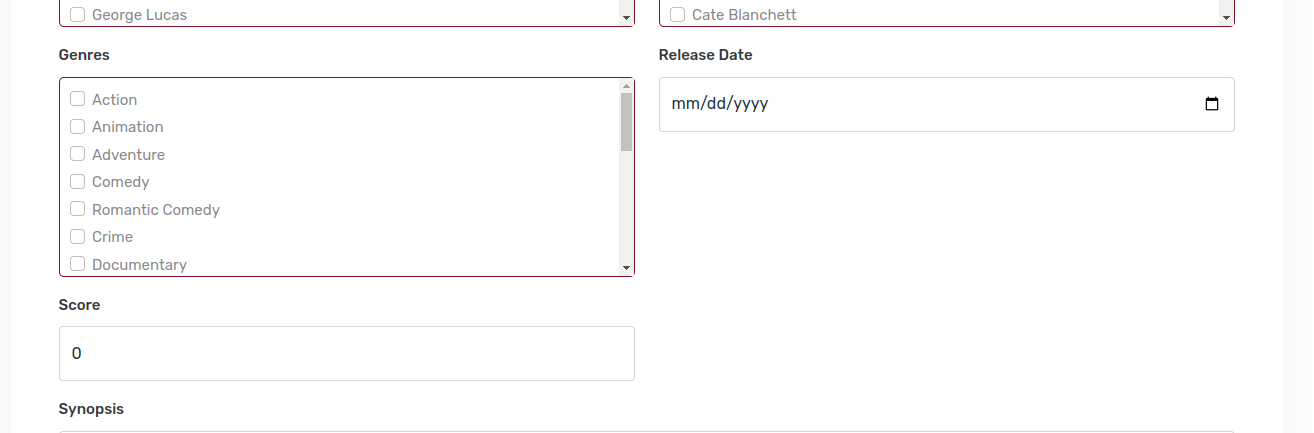 George Lucas
Cate Blanchett
Genres
Release Date
Action
mm/dd/yyyy
Animation
Adventure
Comedy
Romantic Comedy
Crime
Documentary
Score
0
Synopsis